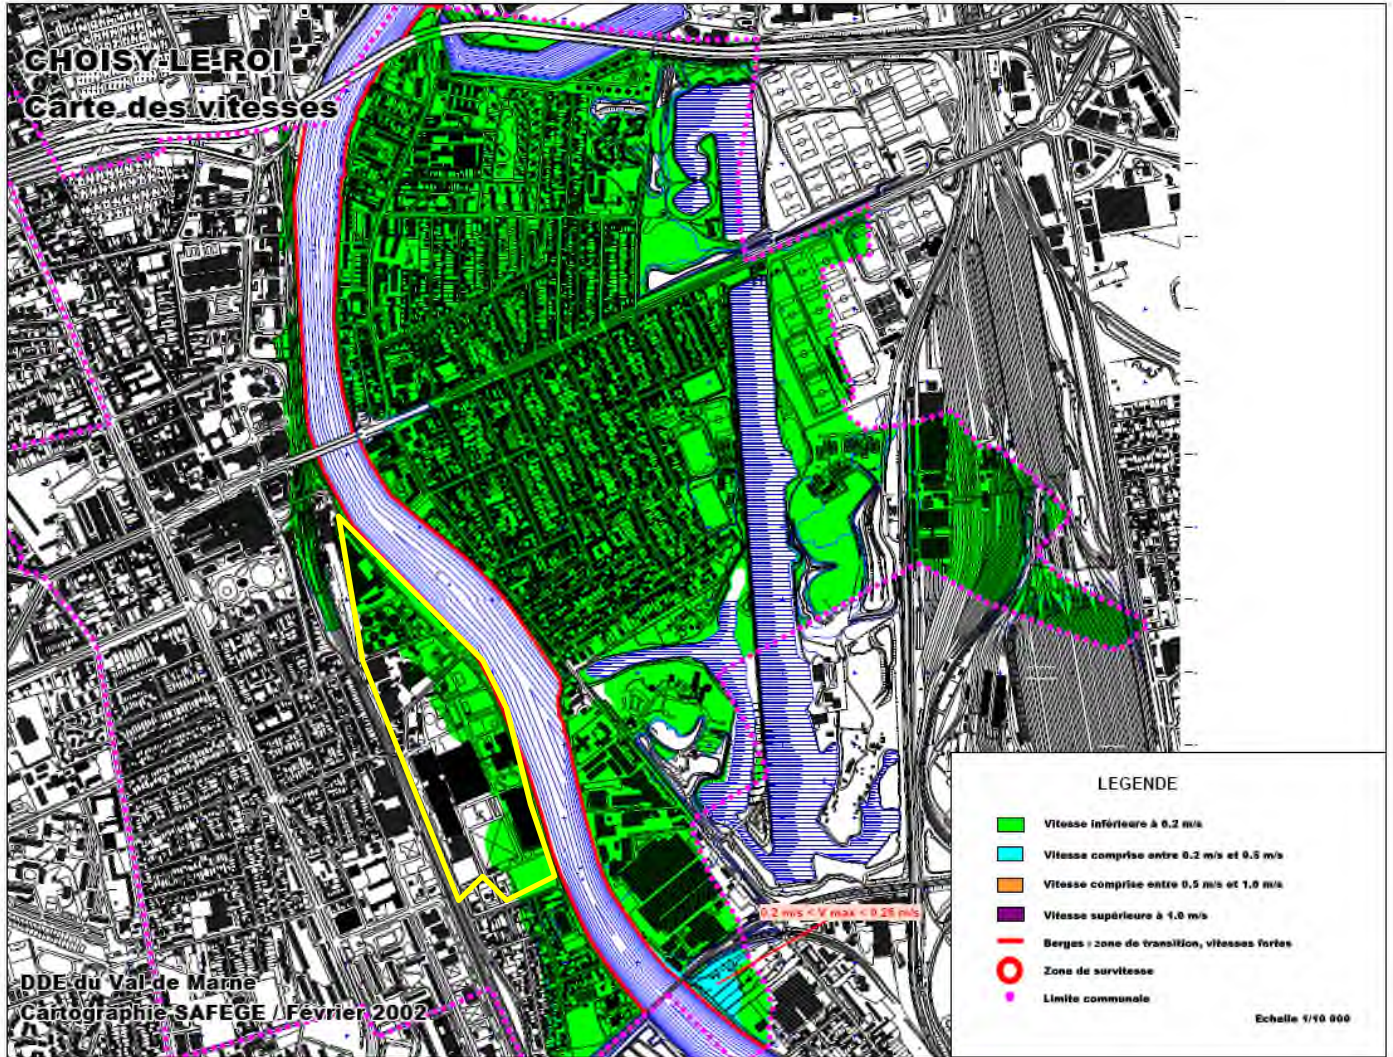 CHOISY-LE-ROI
Carte des vitesses
0.2 m/s < V max < 0.25 m/s
LEGENDE
Vitesse inférieure à 0.2 m/s
Vitesse comprise entre 0.2 m/s et 0.5 m/s
Vitesse comprise entre 0.5 m/s et 1.0 m/s
Vitesse supérieure à 1.0 m/s
Berges : zone de transition, vitesses fortes
Zone de survitesse
Limite communale
Echelle 1/10 000
DDE du Val de Marne
Cartographie SAFEGE / Février 2002